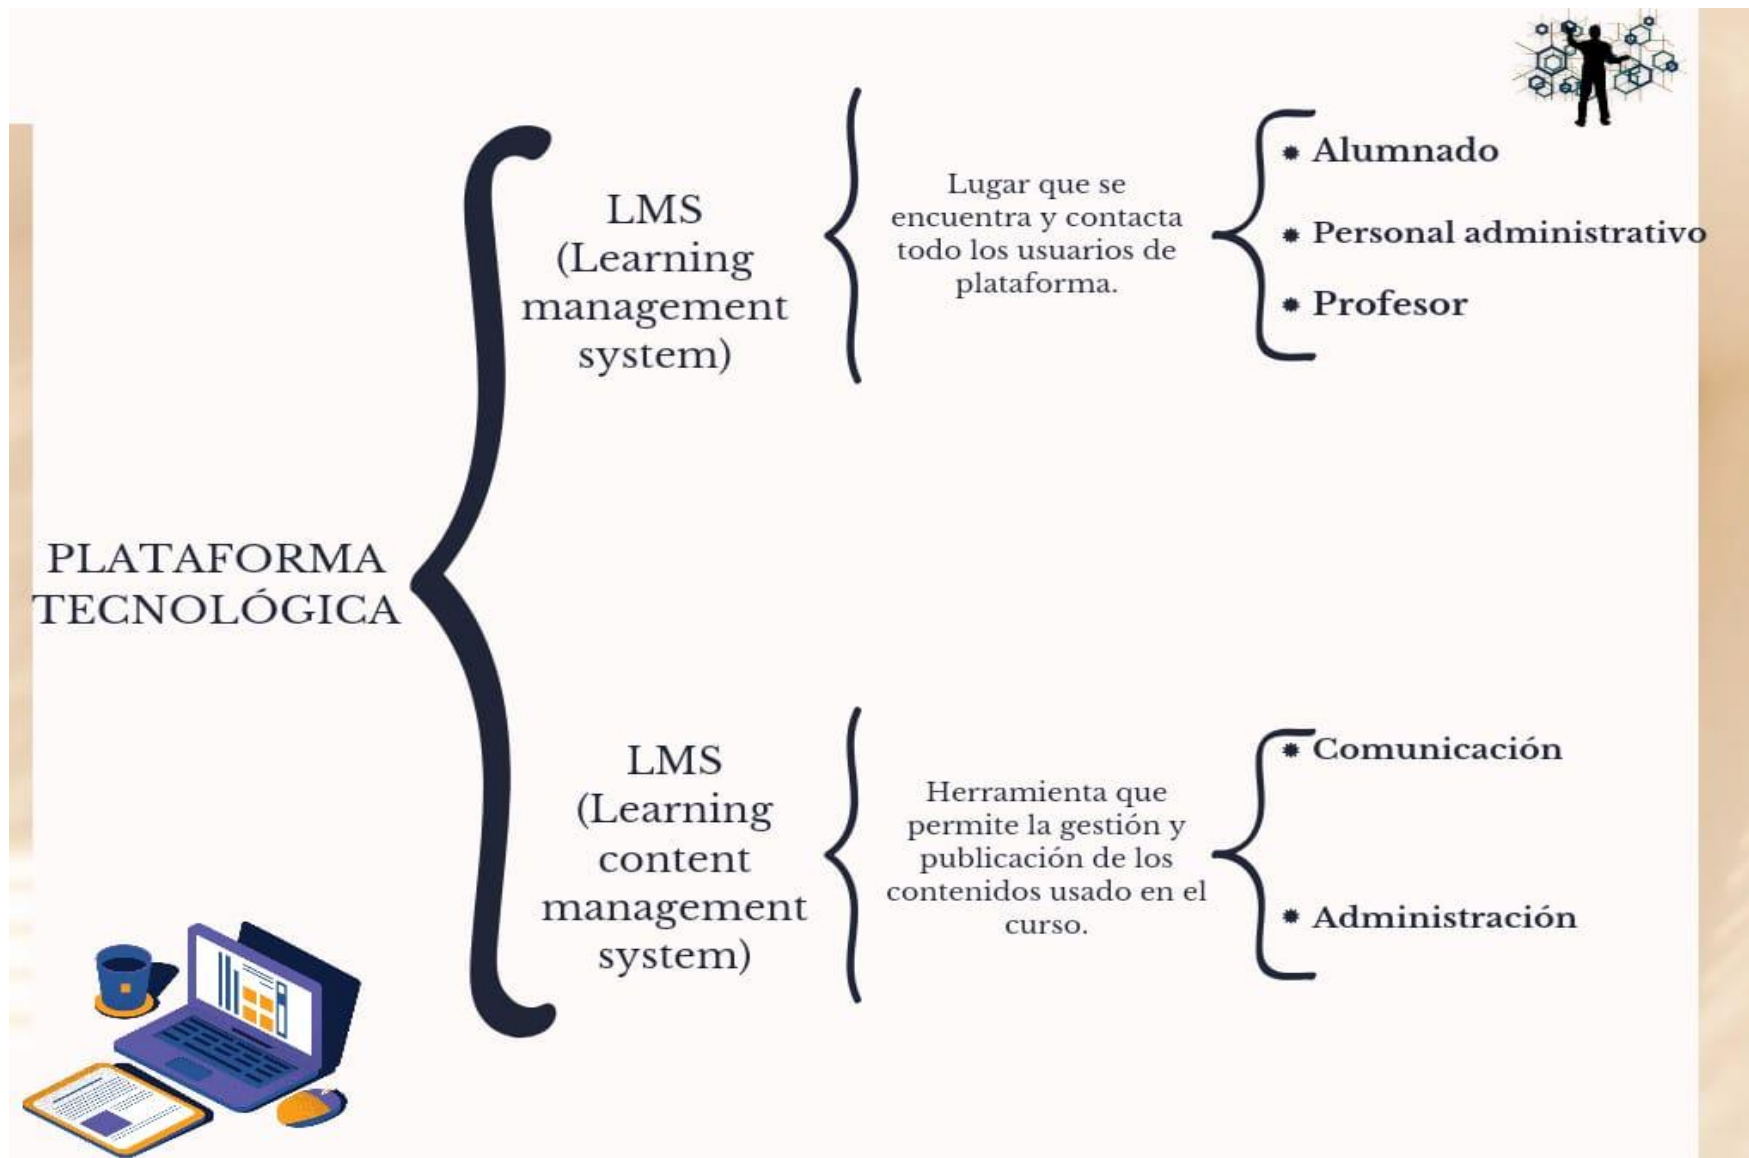 PLATAFORMA
TECNOLÓGICA
LMS
(Learning
management
system)
Lugar que se
encuentra y contacta
todo los usuarios de
plataforma.
Alumnado
Personal administrativo
Profesor
LMS
(Learning
content
management
system)
Herramienta que
permite la gestión y
publicación de los
contenidos usado en el
curso.
Comunicación
Administración